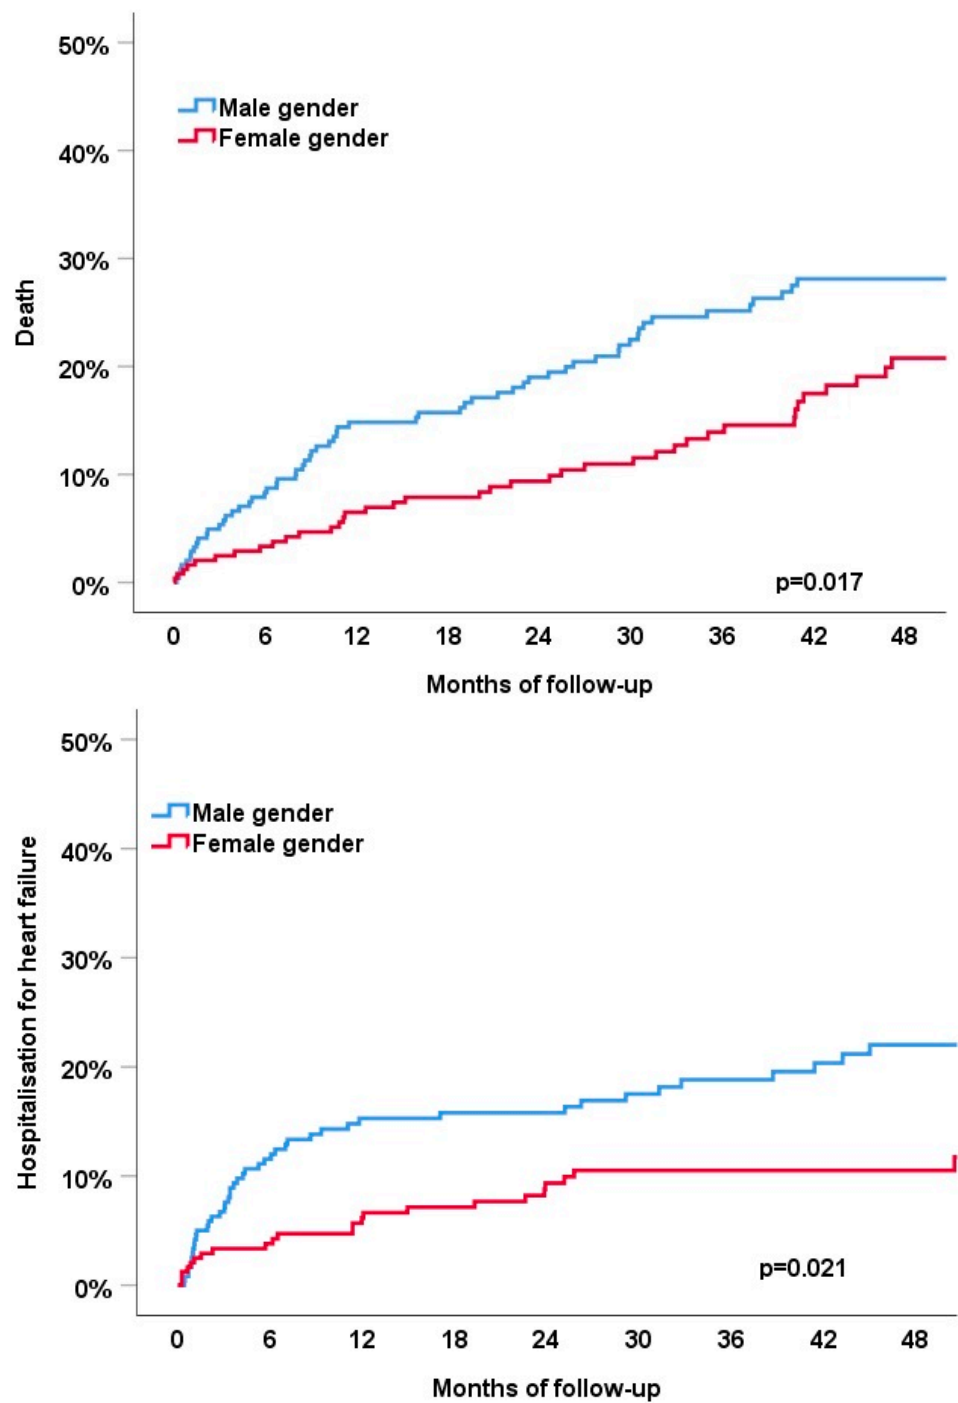 50%
Male gender
Female gender
40%
30%
Death
20%
10%
0%
p=0.017
0 6 12 18 24 30 36 42 48
Months of follow-up
50%
Male gender
Female gender
40%
30%
Hospitalisation for heart failure
20%
10%
0%
p=0.021
0 6 12 18 24 30 36 42 48
Months of follow-up